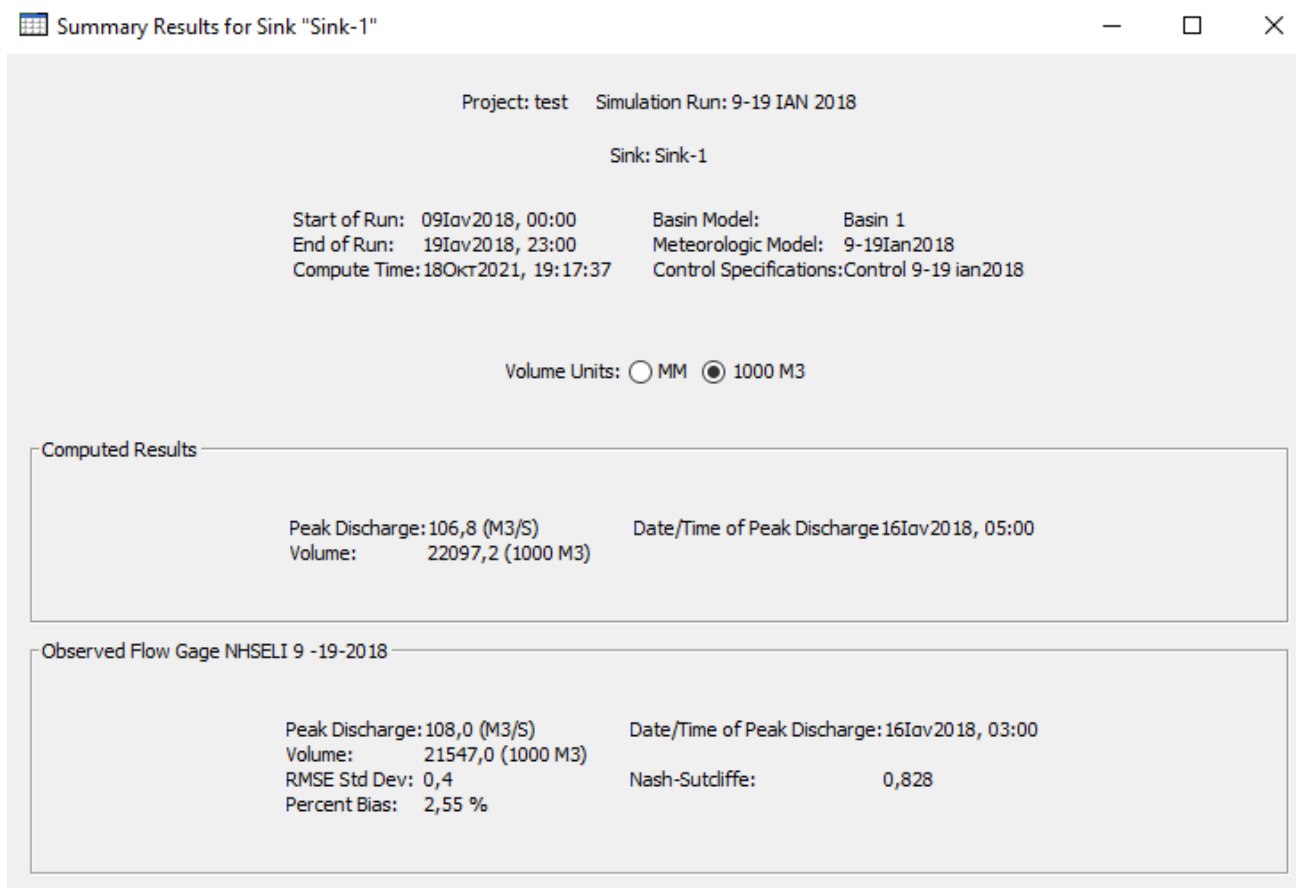 Summary Results for Sink "Sink-1"
Project: test Simulation Run: 9-19 IAN 2018
Sink: Sink-1
Start of Run: 09Ιαν2018, 00:00 Basin Model: Basin 1
End of Run: 19Ιαν2018, 23:00 Meteorologic Model: 9-19Ian2018
Compute Time:18Οκτ2021, 19:17:37 Control Specifications:Control 9-19 ian2018
Volume Units: MM 1000 M3
Computed Results
Peak Discharge:106,8 (M3/S) Date/Time of Peak Discharge16Ιαν2018, 05:00
Volume: 22097,2 (1000 M3)
Observed Flow Gage NHSELI 9 -19-2018
Peak Discharge:108,0 (M3/S) Date/Time of Peak Discharge:16Ιαν2018, 03:00
Volume: 21547,0 (1000 M3)
RMSE Std Dev: 0,4 Nash-Sutcliffe: 0,828
Percent Bias: 2,55 %